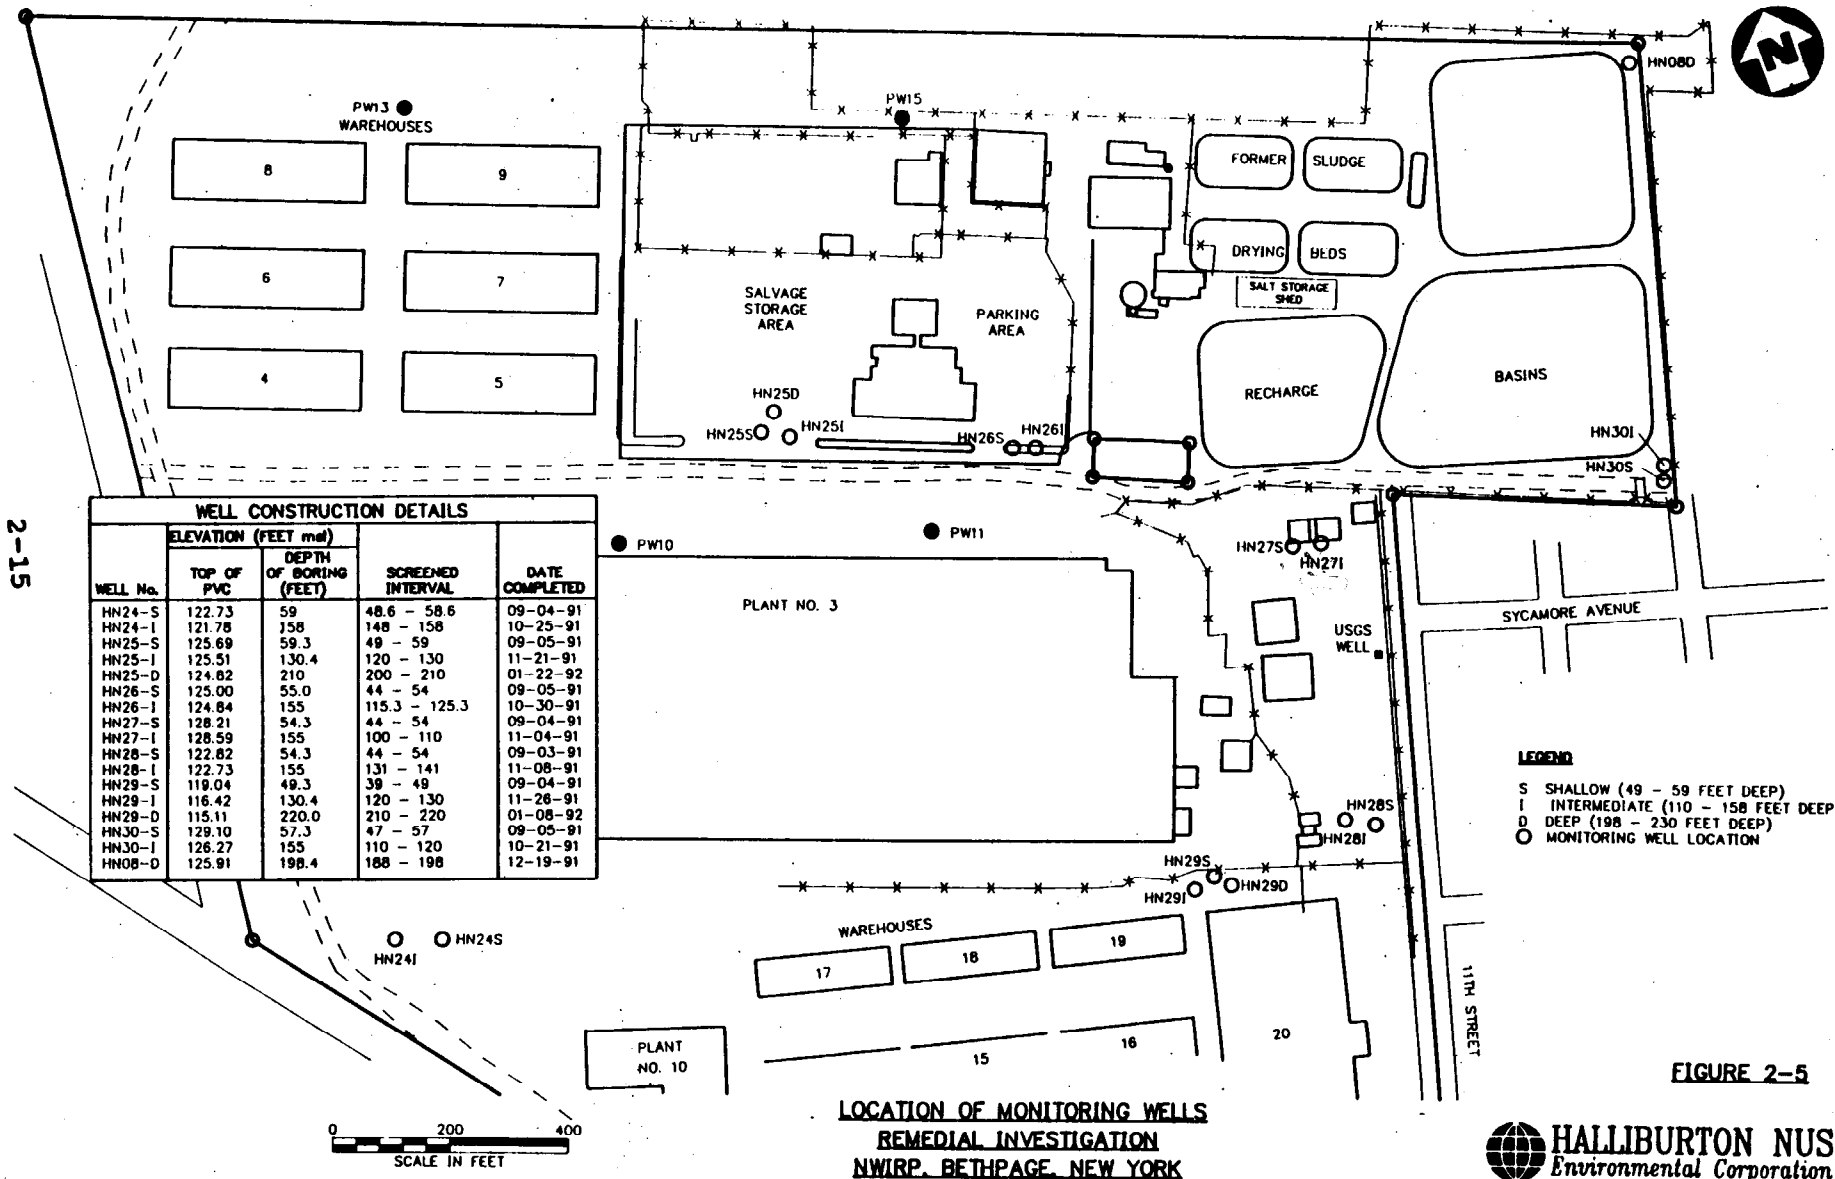 N
HN08D
PW13
WAREHOUSES
PW15
8
9
6
7
4
5
FORMER SLUDGE
DRYING BEDS
SALT STORAGE
SHED
SALVAGE
STORAGE
AREA
PARKING
AREA
RECHARGE
BASINS
HN25D
HN25S
HN25I
HN26S
HN26I
HN30I
HN30S
2-15
WELL CONSTRUCTION DETAILS
ELEVATION (FEET msl)
WELL No. TOP OF PVC DEPTH OF BORING (FEET) SCREENED INTERVAL DATE COMPLETED
HN24-S 122.73 59 48.6 - 58.6 09-04-91
HN24-I 121.78 158 148 - 158 10-25-91
HN25-S 125.69 59.3 49 - 59 09-05-91
HN25-I 125.51 130.4 120 - 130 11-21-91
HN25-D 124.82 210 200 - 210 01-22-92
HN26-S 125.00 55.0 44 - 54 09-05-91
HN26-I 124.84 155 115.3 - 125.3 10-30-91
HN27-S 128.21 54.3 44 - 54 09-04-91
HN27-I 128.59 155 100 - 110 11-04-91
HN28-S 122.82 54.3 44 - 54 09-03-91
HN28-I 122.73 155 131 - 141 11-08-91
HN29-S 119.04 49.3 39 - 49 09-04-91
HN29-I 116.42 130.4 120 - 130 11-26-91
HN29-D 115.11 220.0 210 - 220 01-08-92
HN30-S 129.10 57.3 47 - 57 09-05-91
HN30-I 126.27 155 110 - 120 10-21-91
HN08-D 125.91 198.4 188 - 198 12-19-91
PW10
PW11
PLANT NO. 3
HN27S
HN27I
SYCAMORE AVENUE
USGS
WELL
HN28S
HN28I
HN29S
HN29I
HN29D
LEGEND
S SHALLOW (49 - 59 FEET DEEP)
I INTERMEDIATE (110 - 158 FEET DEEP
D DEEP (198 - 230 FEET DEEP)
MONITORING WELL LOCATION
HN24I
HN24S
WAREHOUSES
17
18
19
15
16
20
11TH STREET
PLANT
NO. 10
0 200 400
SCALE IN FEET
LOCATION OF MONITORING WELLS
REMEDIAL INVESTIGATION
NWIRP, BETHPAGE, NEW YORK
FIGURE 2-5
HALLIBURTON NUS
Environmental Corporation